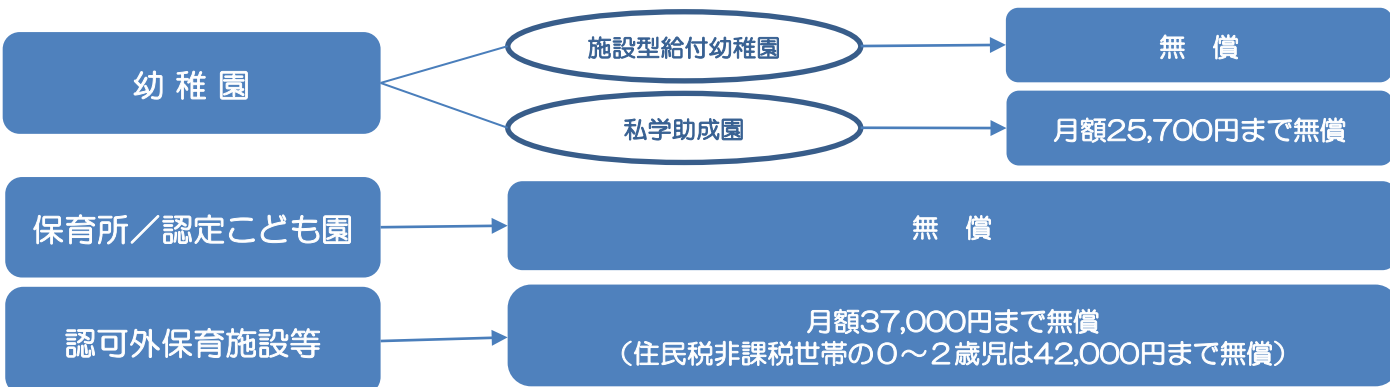 幼 稚 園
施設型給付幼稚園
無　償
私学助成園
月額25,700円まで無償
保育所／認定こども園
無　償
認可外保育施設等
月額37,000円まで無償
（住民税非課税世帯の０～２歳児は42,000円まで無償）